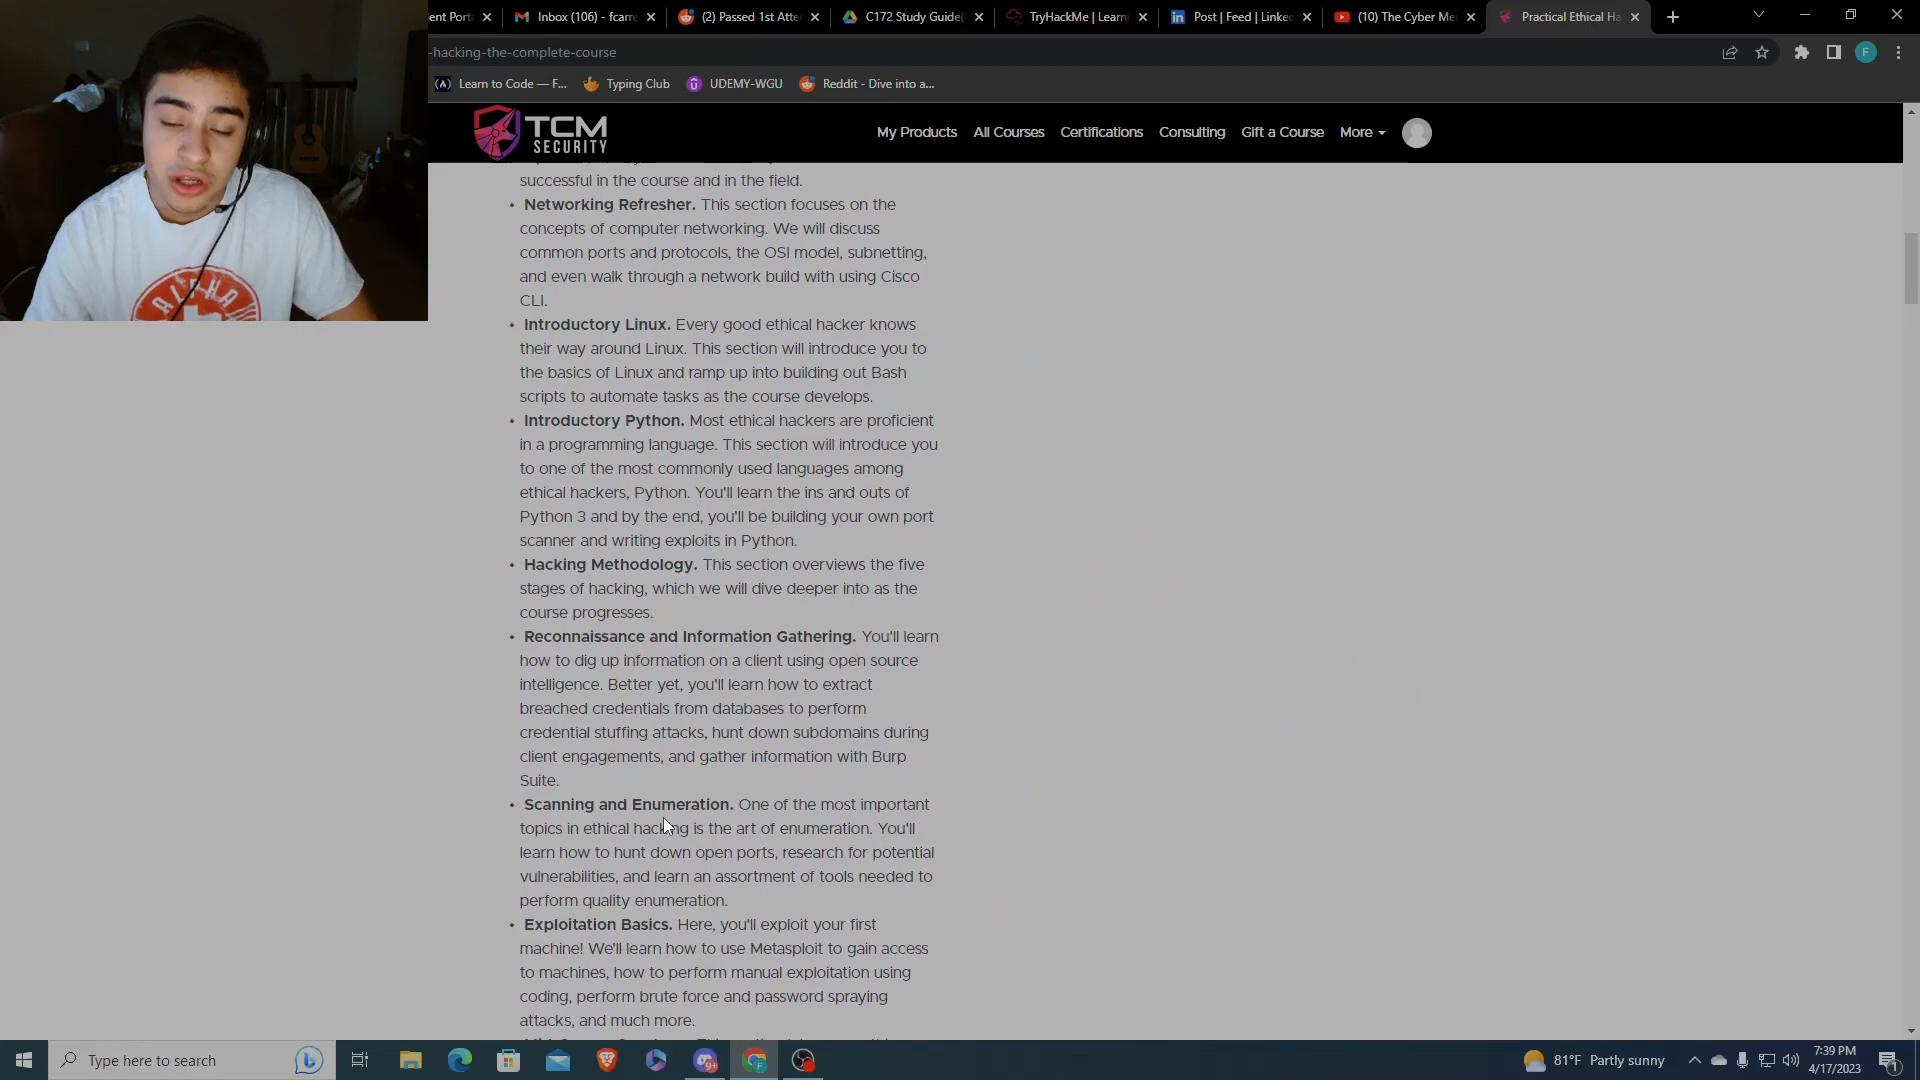 ent Porta
Inbox (106) - fcarre
(2) Passed 1st Atte
C172 Study Guide
TryHackMe | Learni
Post | Feed | Linke
(10) The Cyber Me
Practical Ethical Ha
-hacking-the-complete-course
F
Learn to Code — F...
Typing Club
UDEMY-WGU
Reddit - Dive into a...
TCM
SECURITY
My Products
All Courses
Certifications
Consulting
Gift a Course
More
successful in the course and in the field.
• Networking Refresher. This section focuses on the
concepts of computer networking. We will discuss
common ports and protocols, the OSI model, subnetting,
and even walk through a network build with using Cisco
CLI.
• Introductory Linux. Every good ethical hacker knows
their way around Linux. This section will introduce you to
the basics of Linux and ramp up into building out Bash
scripts to automate tasks as the course develops.
• Introductory Python. Most ethical hackers are proficient
in a programming language. This section will introduce you
to one of the most commonly used languages among
ethical hackers, Python. You'll learn the ins and outs of
Python 3 and by the end, you'll be building your own port
scanner and writing exploits in Python.
• Hacking Methodology. This section overviews the five
stages of hacking, which we will dive deeper into as the
course progresses.
• Reconnaissance and Information Gathering. You'll learn
how to dig up information on a client using open source
intelligence. Better yet, you'll learn how to extract
breached credentials from databases to perform
credential stuffing attacks, hunt down subdomains during
client engagements, and gather information with Burp
Suite.
• Scanning and Enumeration. One of the most important
topics in ethical hacking is the art of enumeration. You'll
learn how to hunt down open ports, research for potential
vulnerabilities, and learn an assortment of tools needed to
perform quality enumeration.
• Exploitation Basics. Here, you'll exploit your first
machine! We'll learn how to use Metasploit to gain access
to machines, how to perform manual exploitation using
coding, perform brute force and password spraying
attacks, and much more.
ALPHA
Type here to search
9+
F
81°F Partly sunny
7:39 PM
4/17/2023
1